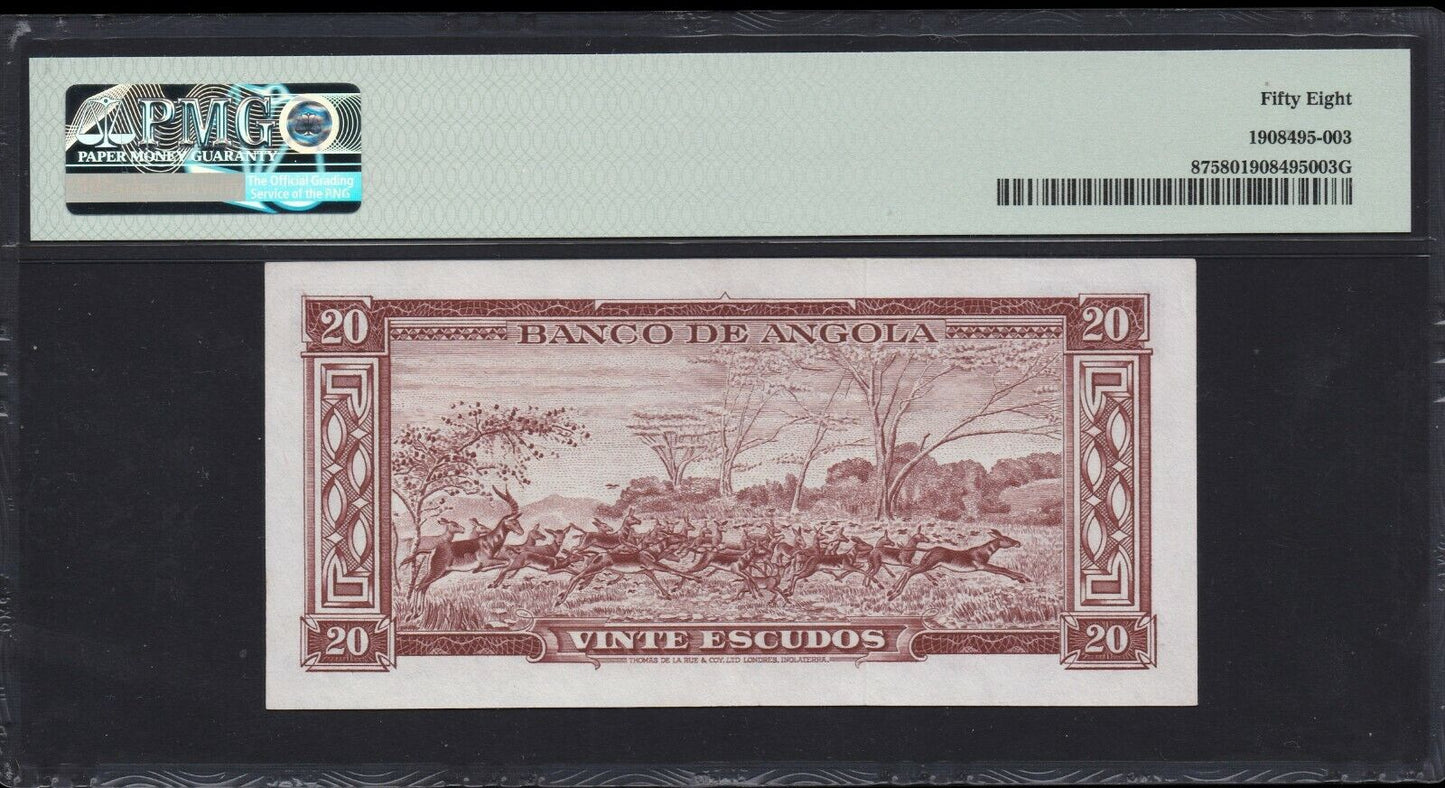 PMG
PAPER MONEY GUARANTY
The Official Grading
Service of the PNG
Fifty Eight
1908495-003
875801908495003G
20 BANCO DE ANGOLA 20
20 VINTE ESCUDOS 20
THOMAS DE LA RUE & COY. LTD LONDRES, INGLATERRA.